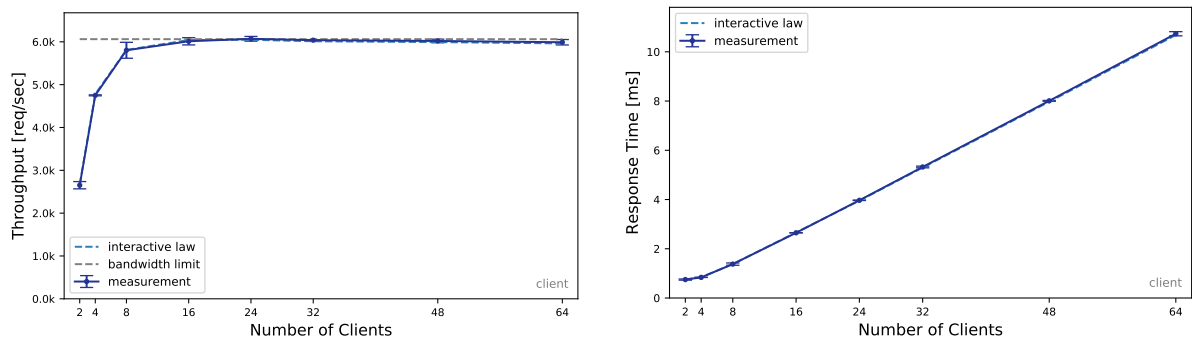 Throughput [req/sec]
6.0k
5.0k
4.0k
3.0k
2.0k
1.0k
0.0k
interactive law
bandwidth limit
measurement
client
2 4 8 16 24 32 48 64
Number of Clients
interactive law
measurement
Response Time [ms]
10
8
6
4
2
0
client
2 4 8 16 24 32 48 64
Number of Clients